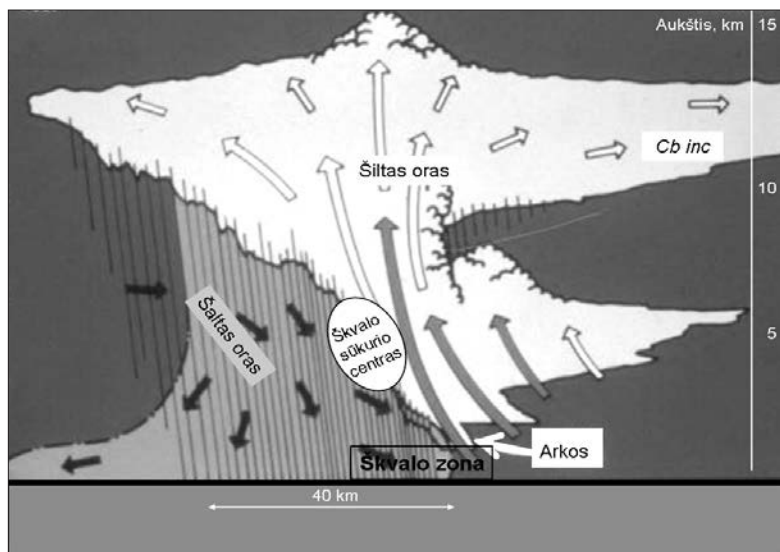 Aukštis, km
15
Cb inc
Šiltas oras
10
Šaltas oras
Škvalo
sūkurio
centras
5
Arkos
Škvalo zona
40 km